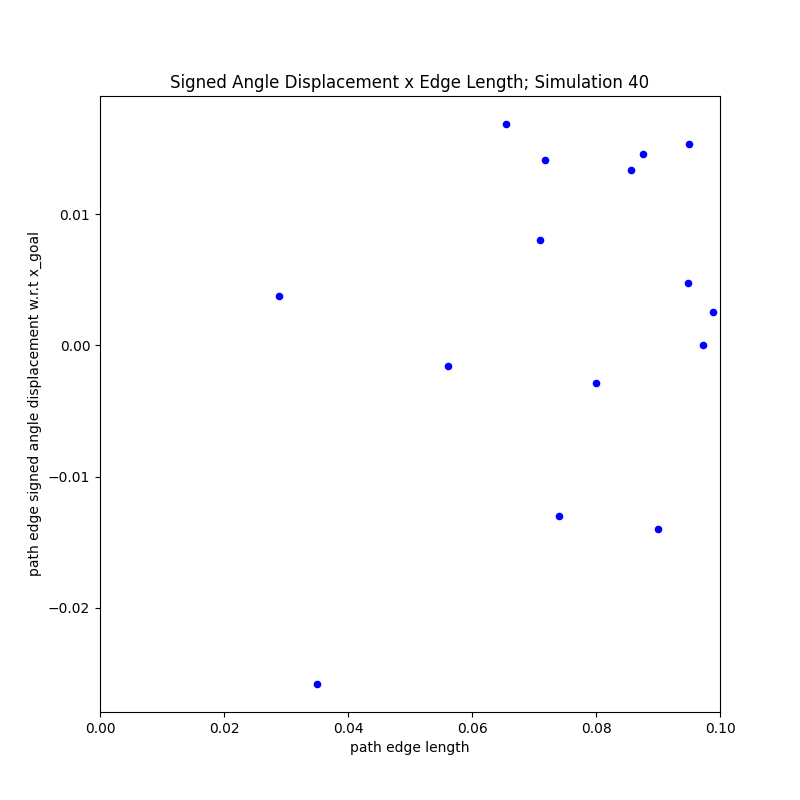 Signed Angle Displacement x Edge Length; Simulation 40
path edge signed angle displacement w.r.t x_goal
0.01
0.00
−0.01
−0.02
0.00 0.02 0.04 0.06 0.08 0.10
path edge length